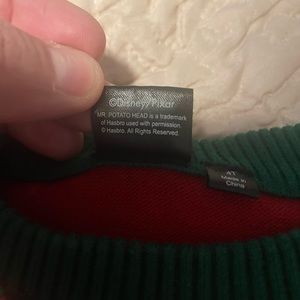 ©Disney/Pixar
MR. POTATO HEAD is a trademark
of Hasbro used with permission.
© Hasbro. All Rights Reserved.
4T
Made in
China